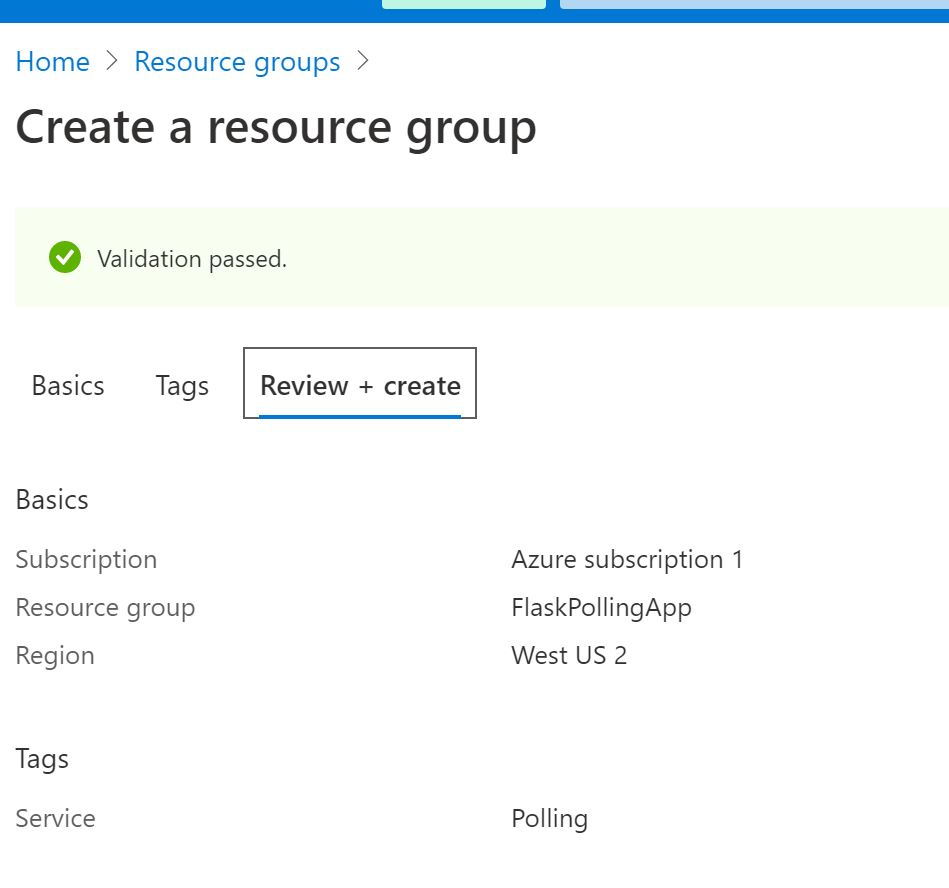 Home > Resource groups >
Create a resource group
Validation passed.
Basics Tags Review + create
Basics
Subscription Azure subscription 1
Resource group FlaskPollingApp
Region West US 2
Tags
Service Polling